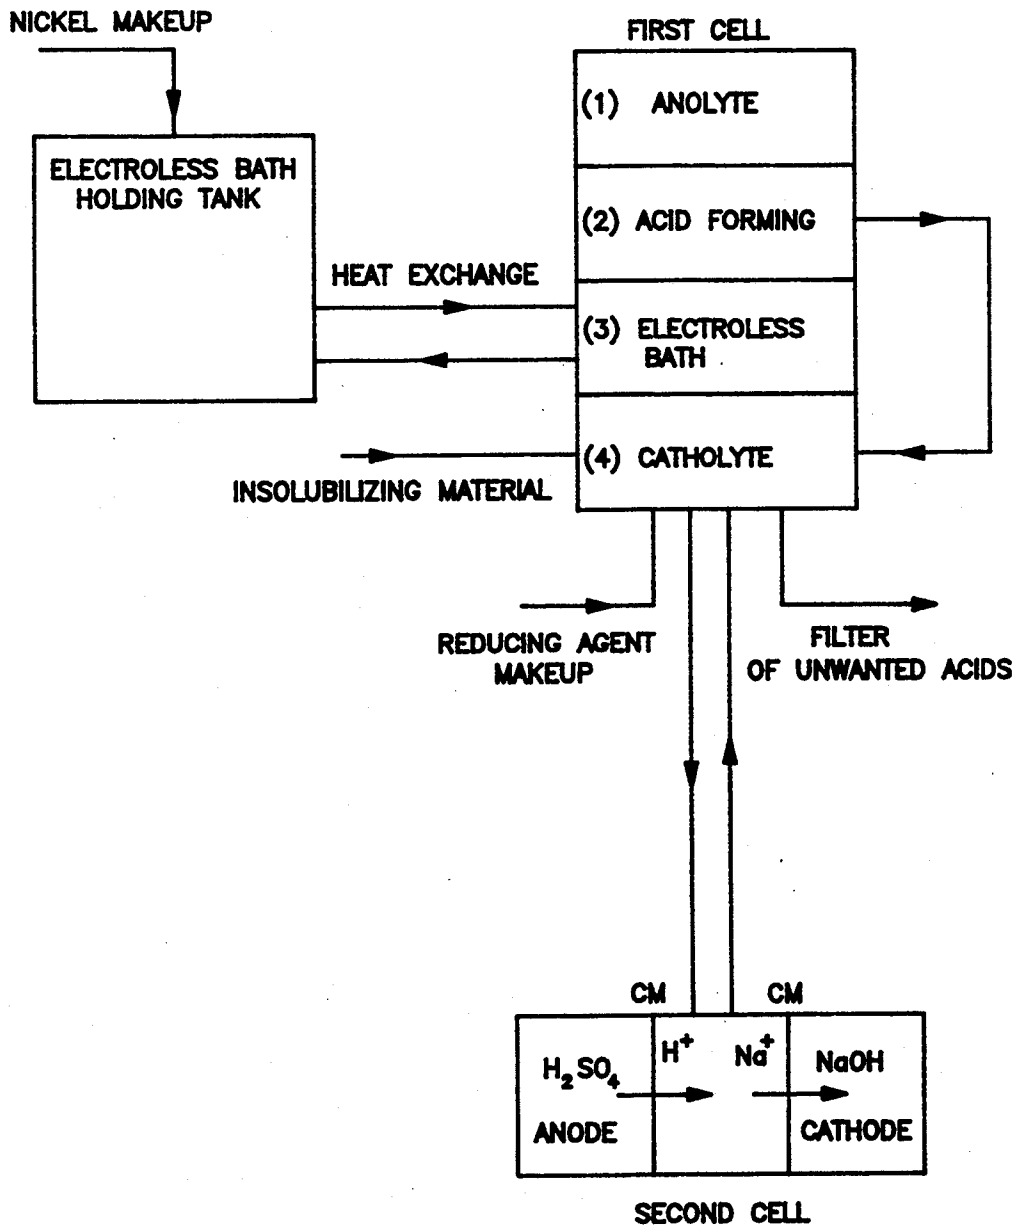 NICKEL MAKEUP
FIRST CELL
ELECTROLESS BATH
HOLDING TANK
(1) ANOLYTE
(2) ACID FORMING
HEAT EXCHANGE
(3) ELECTROLESS
BATH
(4) CATHOLYTE
INSOLUBILIZING MATERIAL
REDUCING AGENT
MAKEUP
FILTER
OF UNWANTED ACIDS
CM
CM
H₂SO₄
H⁺
Na⁺
NaOH
ANODE
CATHODE
SECOND CELL